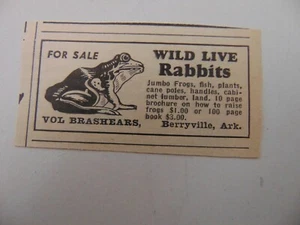 FOR SALE
WILD LIVE
Rabbits
Jumbo Frogs, fish, plants,
cane poles, handles, cabi-
net lumber, land. 10 page
brochure on how to raise
frogs $1.00 or 100 page
book $3.00.
VOL BRASHEARS, Berryville, Ark.